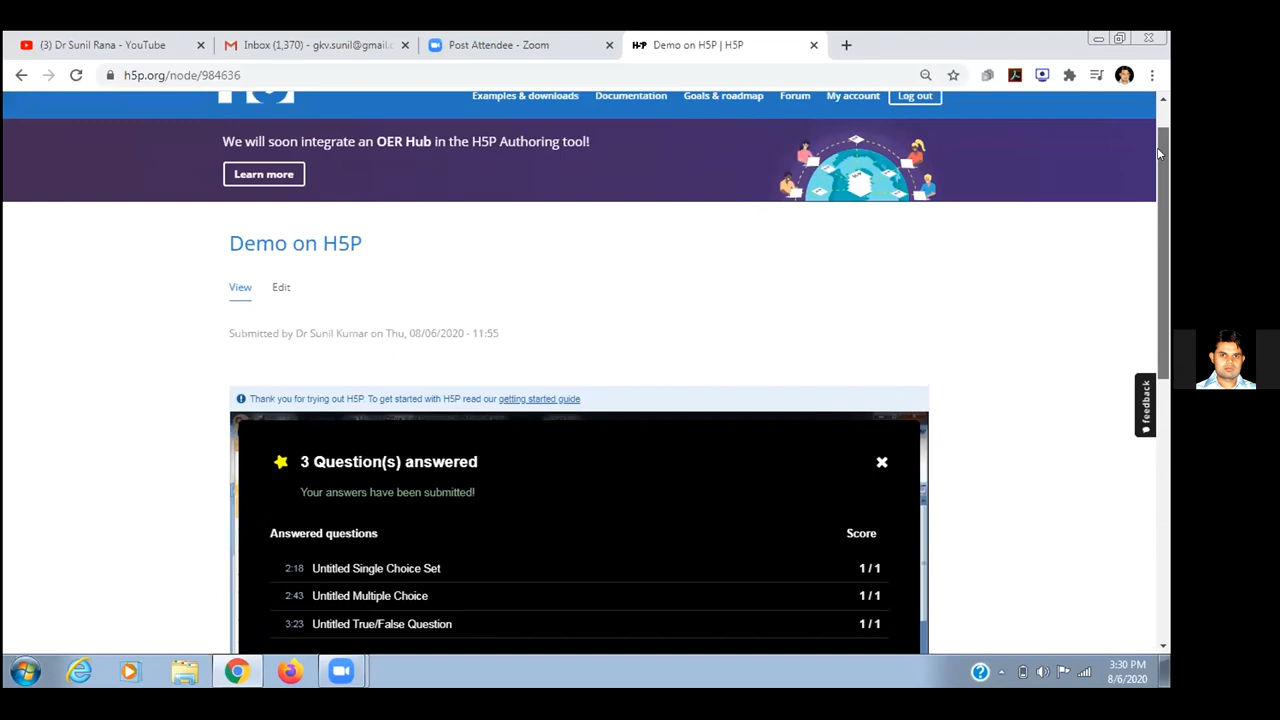 (3) Dr Sunil Rana - YouTube
Inbox (1,370) - gkv.sunil@gmail.c
Post Attendee - Zoom
H-P Demo on H5P | H5P
h5p.org/node/984636
Examples & downloads Documentation Goals & roadmap Forum My account Log out
We will soon integrate an OER Hub in the H5P Authoring tool!
Learn more
Demo on H5P
View Edit
Submitted by Dr Sunil Kumar on Thu, 08/06/2020 - 11:55
feedback
Thank you for trying out H5P. To get started with H5P read our getting started guide
3 Question(s) answered
Your answers have been submitted!
Answered questions Score
2:18 Untitled Single Choice Set 1 / 1
2:43 Untitled Multiple Choice 1 / 1
3:23 Untitled True/False Question 1 / 1
3:30 PM
8/6/2020